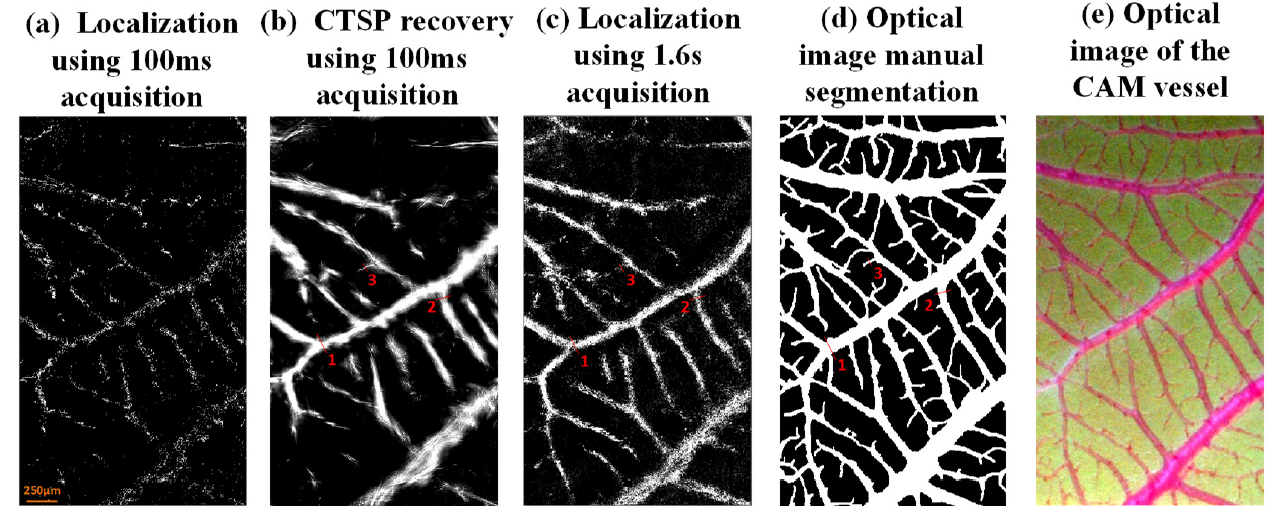 (a) Localization
using 100ms
acquisition
(b) CTSP recovery
using 100ms
acquisition
(c) Localization
using 1.6s
acquisition
(d) Optical
image manual
segmentation
(e) Optical
image of the
CAM vessel
250µm
3
2
1
3
2
1
3
2
1